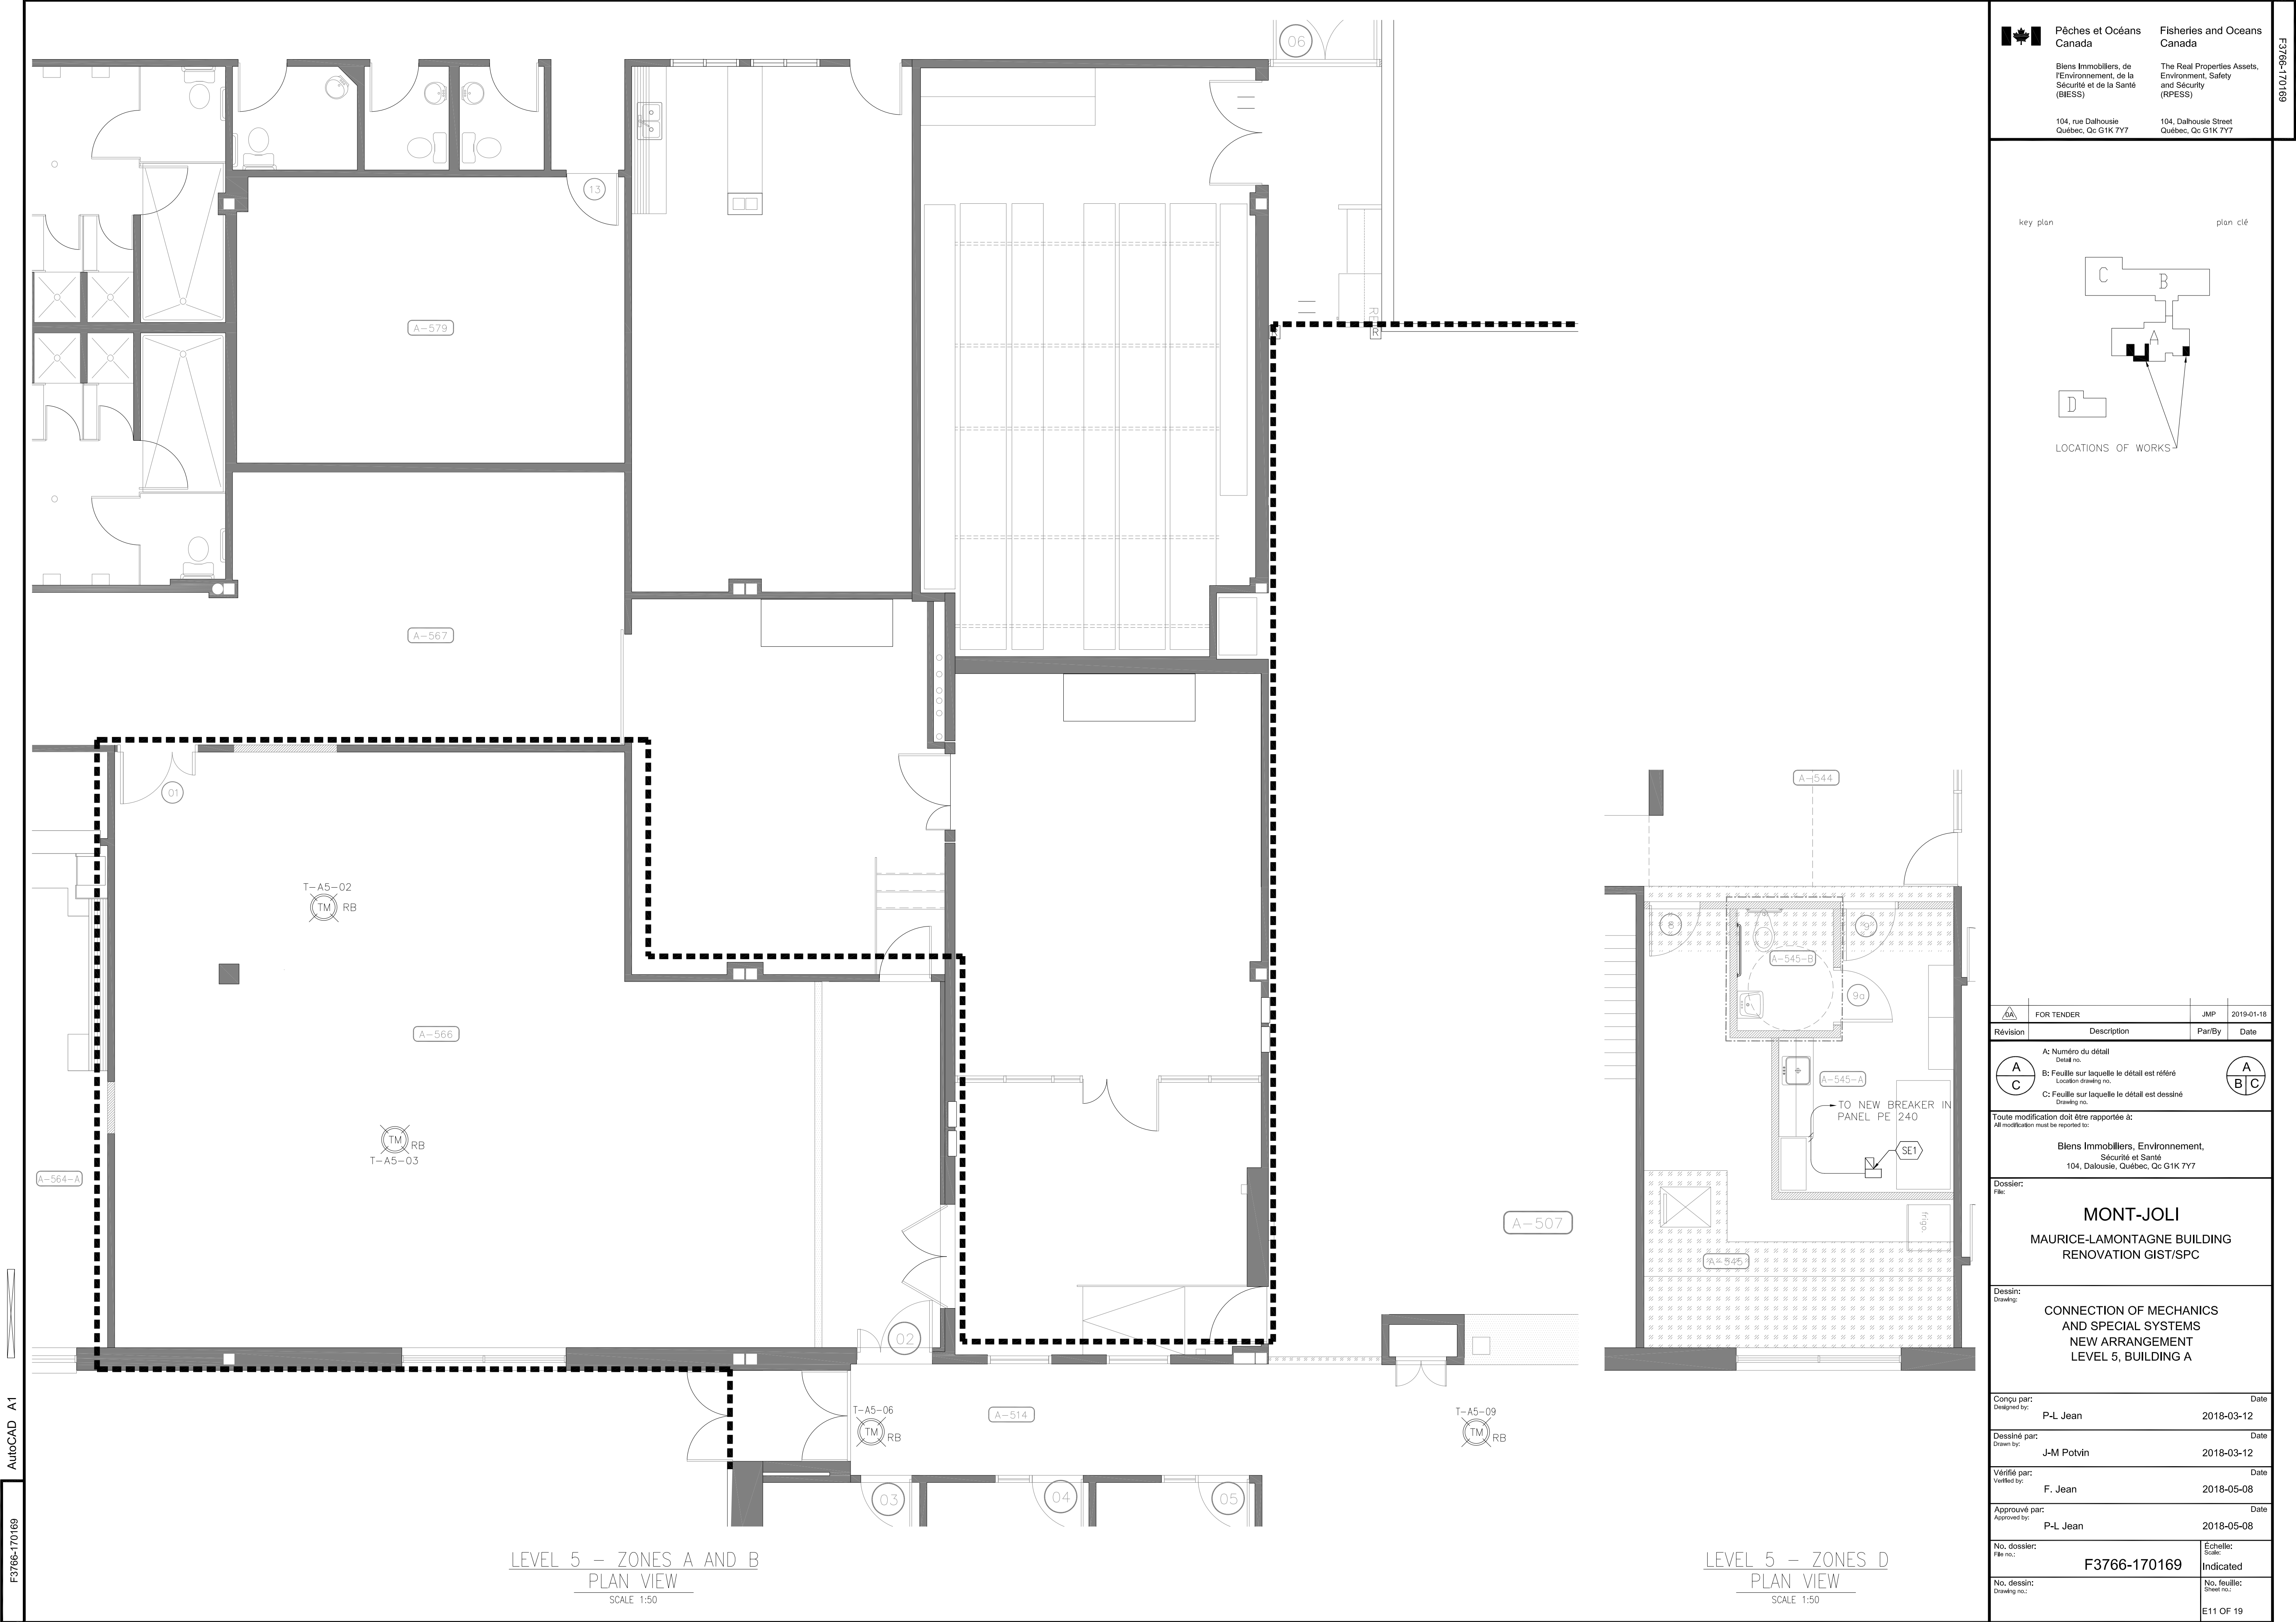 06
13
A-579
A-567
01
T-A5-02
TM RB
A-566
TM RB
T-A5-03
A-564-A
02
T-A5-06
TM RB
A-514
03
04
05
R
A-507
T-A5-09
TM RB
LEVEL 5 - ZONES A AND B
PLAN VIEW
SCALE 1:50
A-544
8
9
A-545-B
9a
A-545-A
TO NEW BREAKER IN
PANEL PE 240
SE1
frigo.
A-545
LEVEL 5 - ZONES D
PLAN VIEW
SCALE 1:50
AutoCAD A1
F3766-170169
F3766-170169
Pêches et Océans
Canada
Biens Immobiliers, de
l'Environnement, de la
Sécurité et de la Santé
(BIESS)
104, rue Dalhousie
Québec, Qc G1K 7Y7
Fisheries and Oceans
Canada
The Real Properties Assets,
Environment, Safety
and Sécurity
(RPESS)
104, Dalhousie Street
Québec, Qc G1K 7Y7
key plan
plan clé
C
B
A
D
LOCATIONS OF WORKS
0A FOR TENDER JMP 2019-01-18
Révision Description Par/By Date
A
C
A: Numéro du détail
Detail no.
B: Feuille sur laquelle le détail est référé
Location drawing no.
C: Feuille sur laquelle le détail est dessiné
Drawing no.
A
B C
Toute modification doit être rapportée à:
All modification must be reported to:
Biens Immobiliers, Environnement,
Sécurité et Santé
104, Dalousie, Québec, Qc G1K 7Y7
Dossier:
File:
MONT-JOLI
MAURICE-LAMONTAGNE BUILDING
RENOVATION GIST/SPC
Dessin:
Drawing:
CONNECTION OF MECHANICS
AND SPECIAL SYSTEMS
NEW ARRANGEMENT
LEVEL 5, BUILDING A
Conçu par: Date
Designed by:
P-L Jean 2018-03-12
Dessiné par: Date
Drawn by:
J-M Potvin 2018-03-12
Vérifié par: Date
Verified by:
F. Jean 2018-05-08
Approuvé par: Date
Approved by:
P-L Jean 2018-05-08
No. dossier:
File no.:
F3766-170169
Échelle:
Scale:
Indicated
No. dessin:
Drawing no.:
No. feuille:
Sheet no.:
E11 OF 19